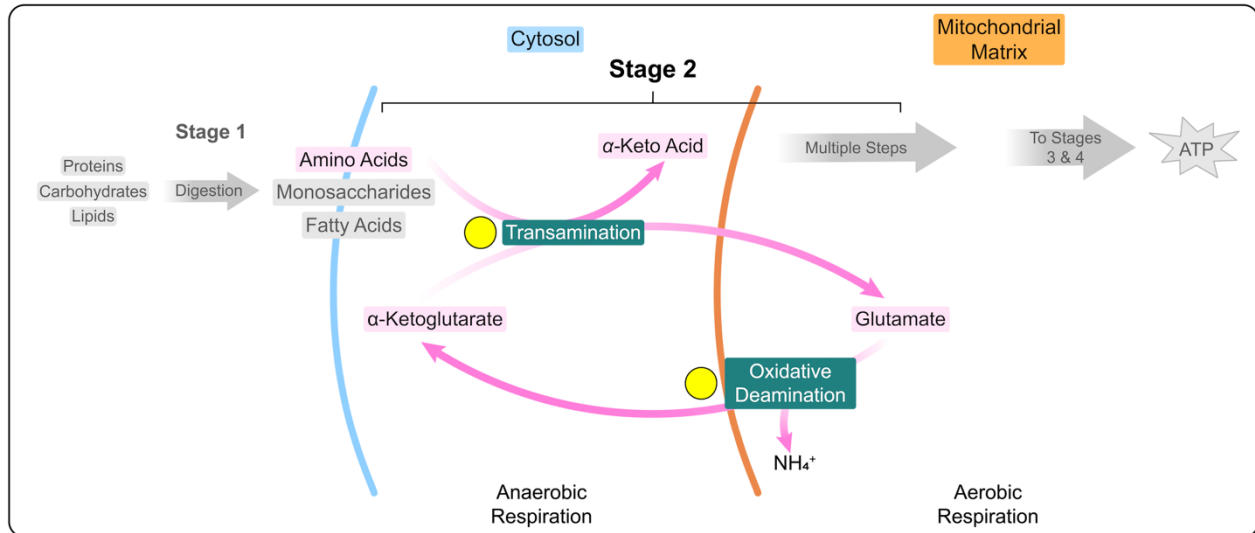 Cytosol
Mitochondrial
Matrix
Stage 2
Stage 1
Proteins
Carbohydrates
Lipids
Digestion
Amino Acids
Monosaccharides
Fatty Acids
α-Keto Acid
Multiple Steps
To Stages
3 & 4
ATP
Transamination
α-Ketoglutarate
Glutamate
Oxidative
Deamination
NH₄⁺
Anaerobic
Respiration
Aerobic
Respiration